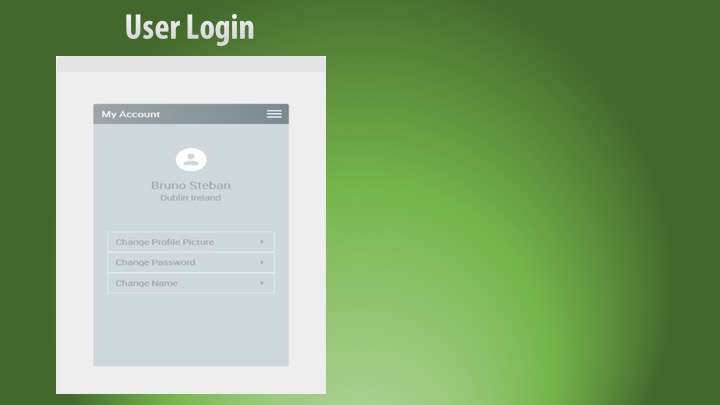 User Login
My Account
Bruno Steban
Dublin Ireland
Change Profile Picture
Change Password
Change Name